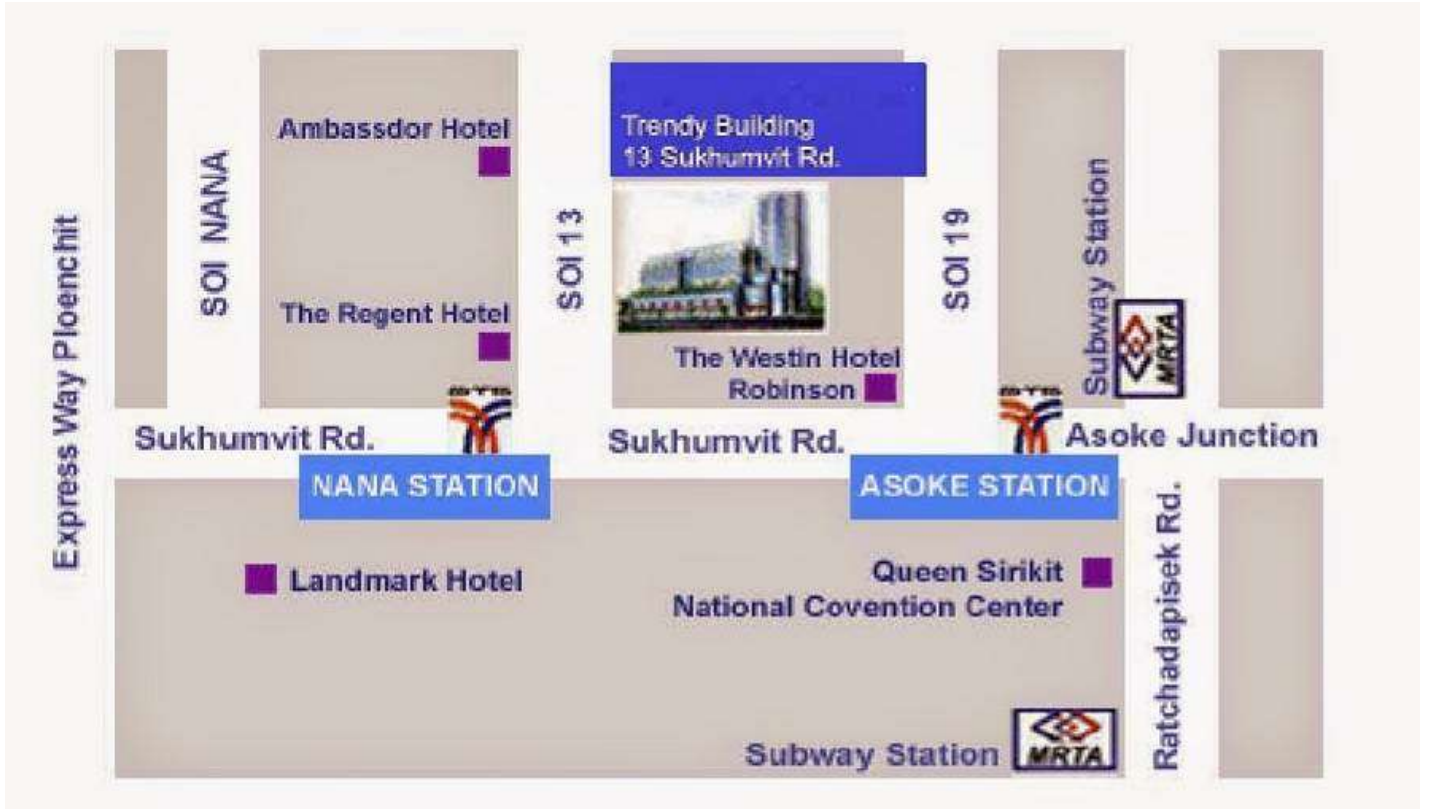 Ambassdor Hotel
The Regent Hotel
SOI NANA
Express Way Ploenchit
SOI 13
Trendy Building
13 Sukhumvit Rd.
The Westin Hotel
Robinson
SOI 19
Subway Station
MRTA
BTS
BTS
Sukhumvit Rd.
Sukhumvit Rd.
Asoke Junction
NANA STATION
ASOKE STATION
Landmark Hotel
Queen Sirikit
National Covention Center
Ratchadapisek Rd.
Subway Station
MRTA